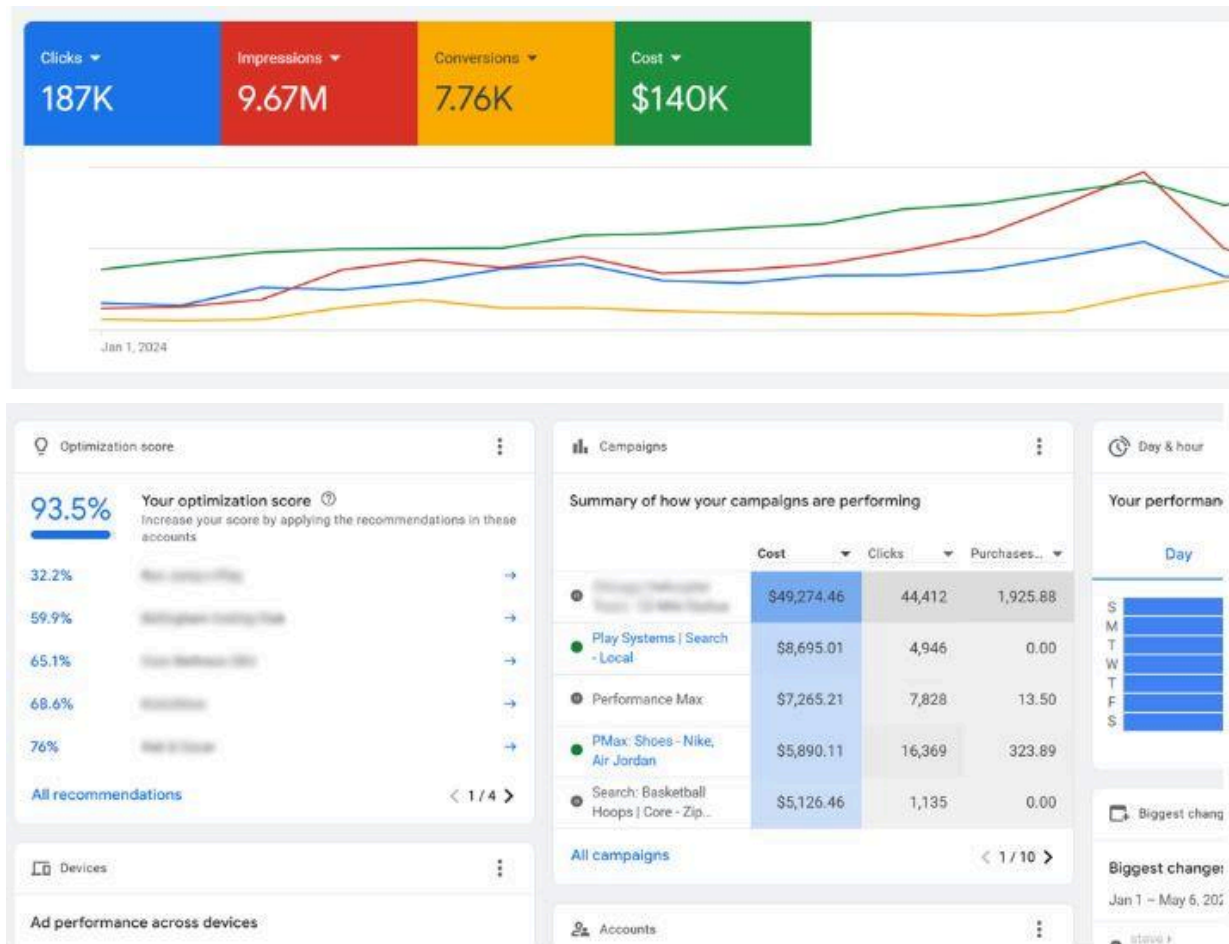 Clicks
Impressions
Conversions
Cost
187K
9.67M
7.76K
$140K
Jan 1, 2024
Optimization score
93.5%
Your optimization score
Increase your score by applying the recommendations in these
accounts
32.2%
59.9%
65.1%
68.6%
76%
All recommendations
1 / 4
Devices
Ad performance across devices
Campaigns
Summary of how your campaigns are performing
Cost Clicks Purchases...
$49,274.46 44,412 1,925.88
Play Systems | Search
- Local
$8,695.01 4,946 0.00
Performance Max $7,265.21 7,828 13.50
PMax: Shoes - Nike,
Air Jordan
$5,890.11 16,369 323.89
Search: Basketball
Hoops | Core - Zip...
$5,126.46 1,135 0.00
All campaigns
1 / 10
Accounts
Day & hour
Your performan
Day
S
M
T
W
T
F
S
Biggest chang
Biggest changes
Jan 1 – May 6, 202